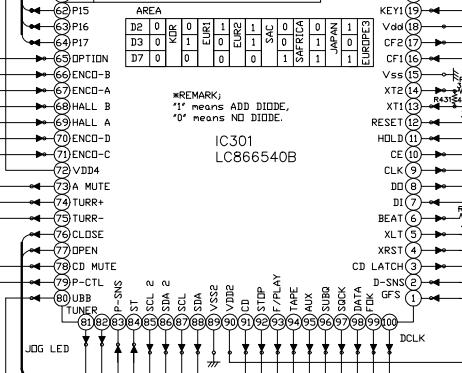 62 P15
63 P16
64 P17
65 OPTION
66 ENCO-B
67 ENCO-A
68 HALL B
69 HALL A
70 ENCO-D
71 ENCO-C
72 VDD4
73 A MUTE
74 TURR+
75 TURR-
76 CLOSE
77 OPEN
78 CD MUTE
79 P-CTL
80 UBB
AREA
D2 0 KOR 0 EUR1 0 EUR2 1 SAC 0 SAFRICA 1 JAPAN 1 EUROPE3
D3 0 1 0 0 0 1 1
D7 0 0 0 0 1 0 1
*REMARK;
"1" means ADD DIODE,
"0" means NO DIODE.
IC301
LC866540B
KEY1 19
Vdd 18
CF2 17
CF1 16
Vss 15
XT2 14
XT1 13
R431
RESET 12
HOLD 11
CE 10
CLK 9
DO 8
DI 7
BEAT 6
XLT 5
XRST 4
CD LATCH 3
D-SNS 2
GFS 1
TUNER
P-SNS
ST
SCL 2
SDA 2
SCL
SDA
VSS2
VDD2
CD
STOP
F/PLAY
TAPE
AUX
SUBQ
SQCK
DATA
FOK
81 82 83 84 85 86 87 88 89 90 91 92 93 94 95 96 97 98 99 100
JOG LED
DCLK